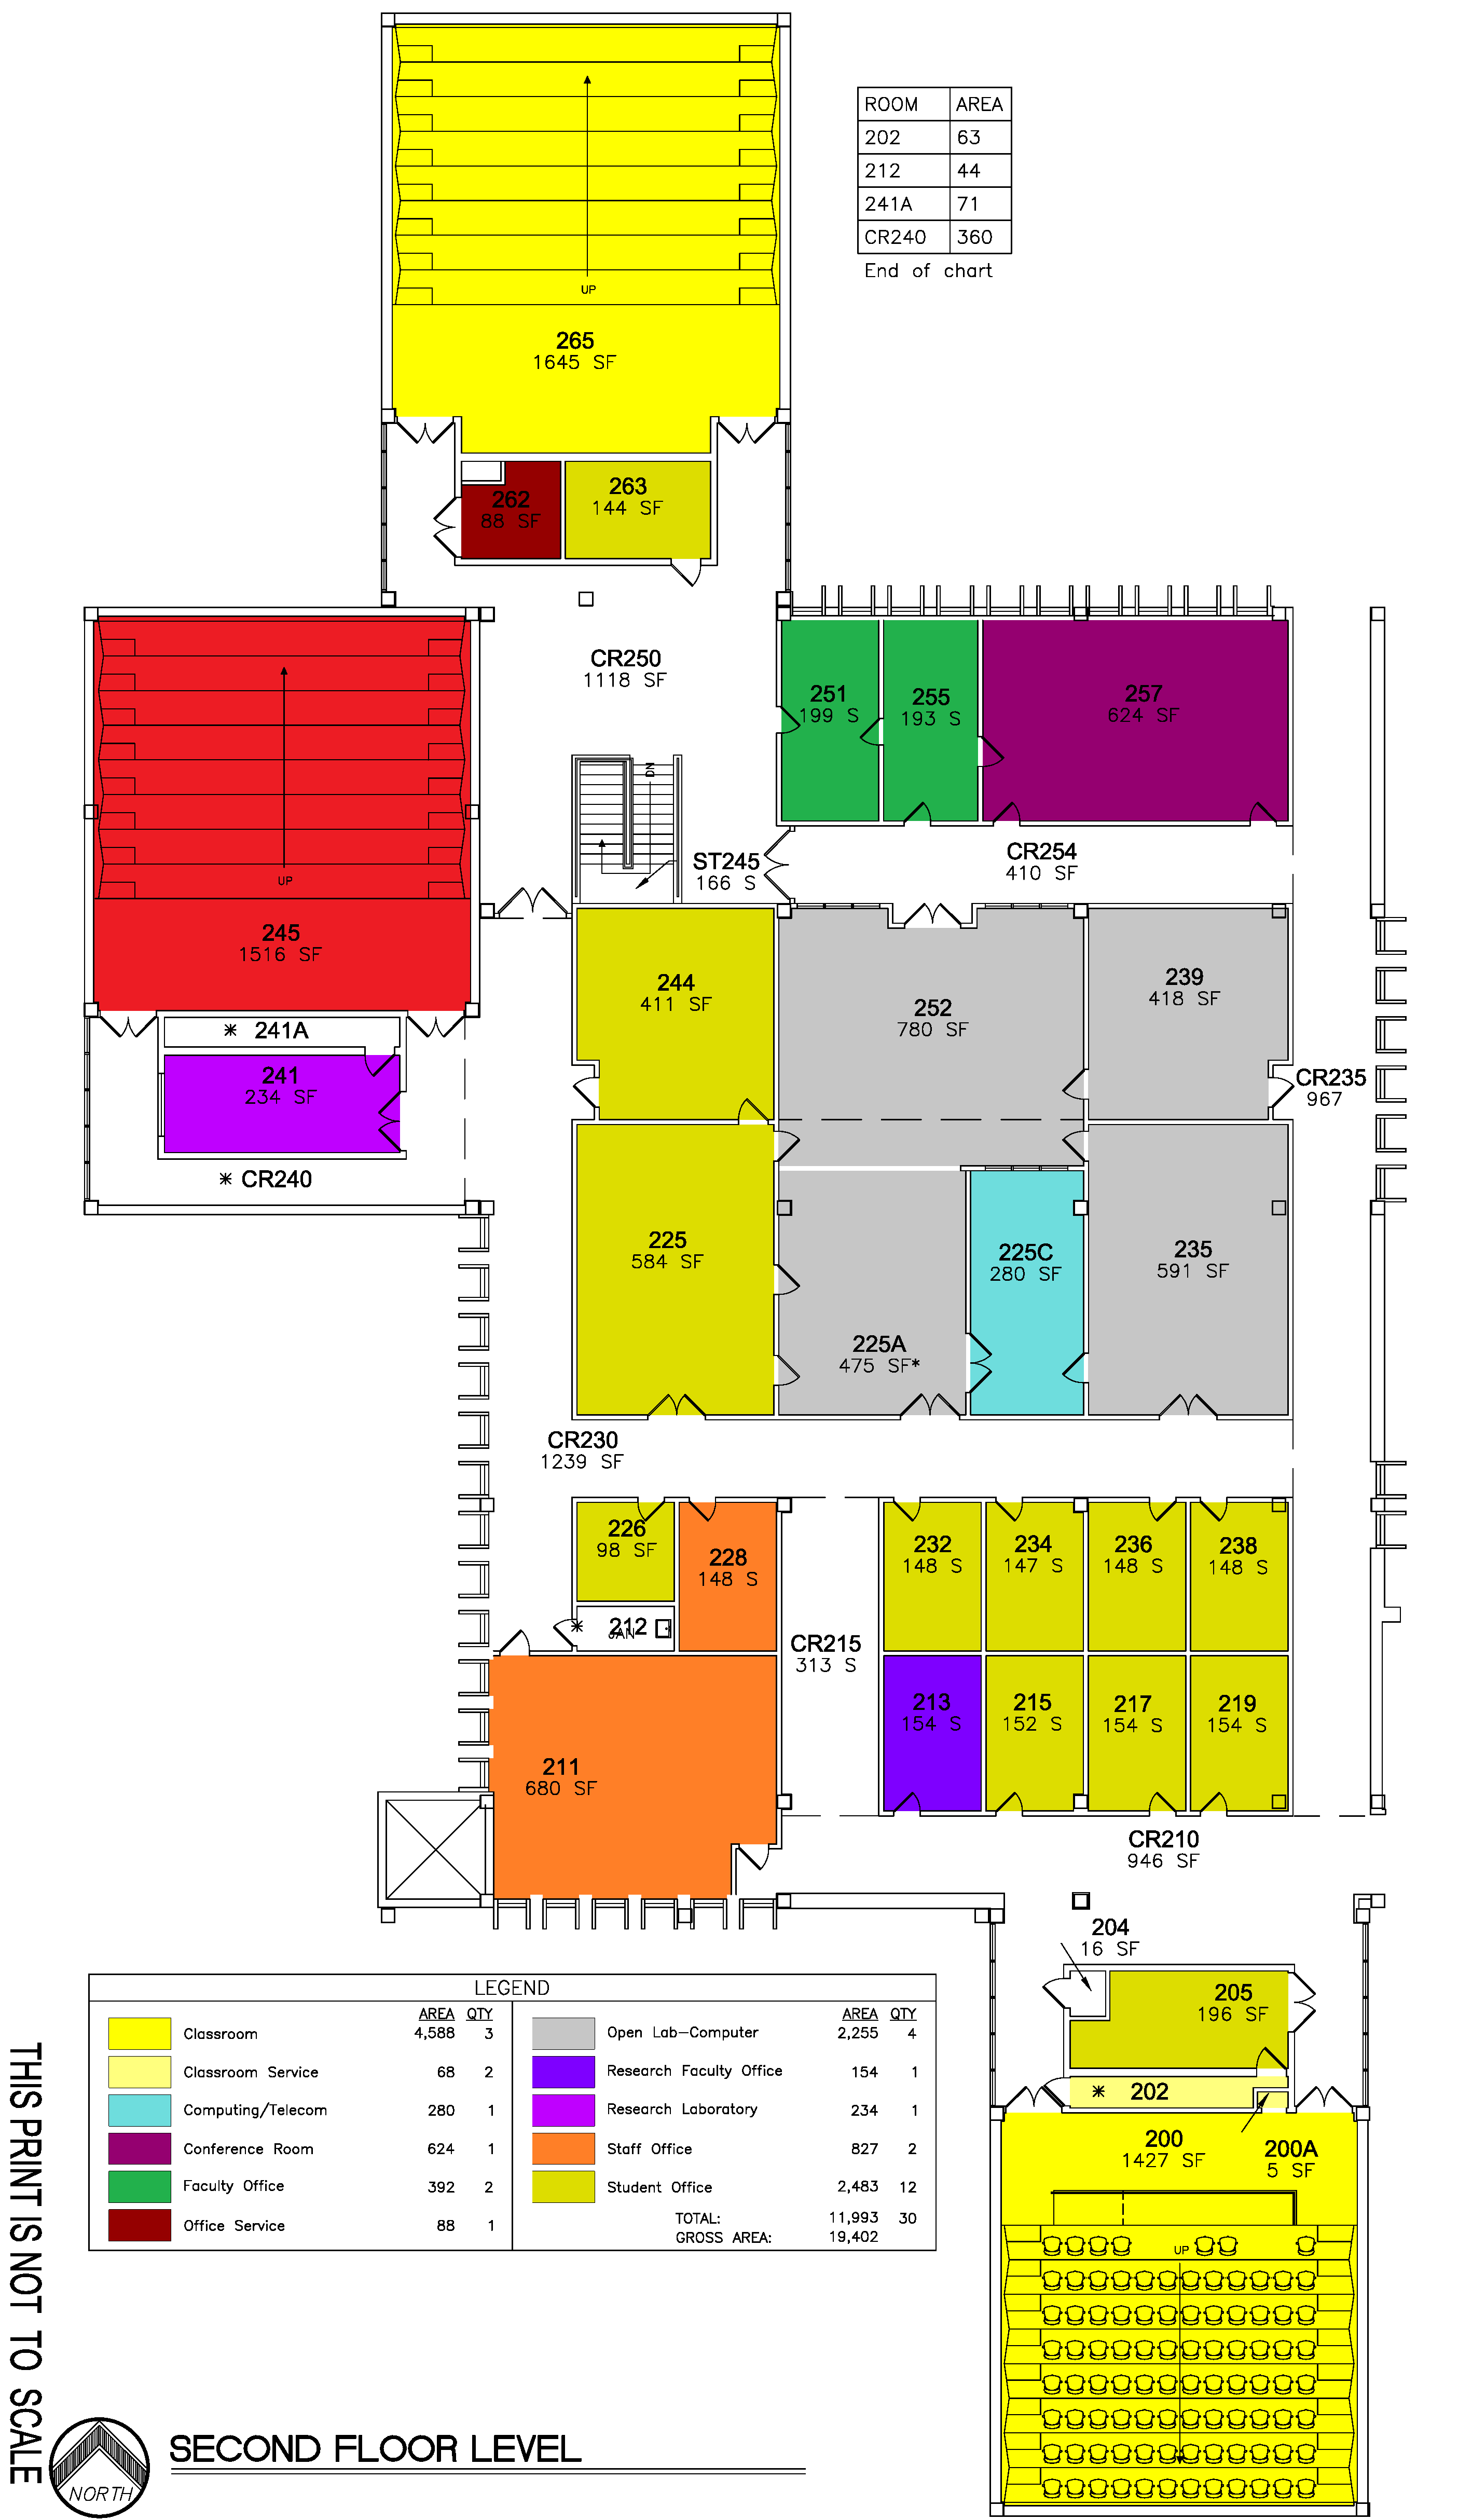 ROOM AREA
202 63
212 44
241A 71
CR240 360
End of chart
UP
265
1645 SF
262
88 SF
263
144 SF
CR250
1118 SF
251
199 S
255
193 S
257
624 SF
DN
ST245
166 S
CR254
410 SF
UP
245
1516 SF
* 241A
241
234 SF
* CR240
244
411 SF
252
780 SF
239
418 SF
CR235
967
225
584 SF
225A
475 SF*
225C
280 SF
235
591 SF
CR230
1239 SF
226
98 SF
228
148 S
* 212
JAN
232
148 S
234
147 S
236
148 S
238
148 S
CR215
313 S
213
154 S
215
152 S
217
154 S
219
154 S
211
680 SF
CR210
946 SF
204
16 SF
205
196 SF
* 202
200
1427 SF
200A
5 SF
UP
LEGEND
AREA QTY
Classroom 4,588 3
Classroom Service 68 2
Computing/Telecom 280 1
Conference Room 624 1
Faculty Office 392 2
Office Service 88 1
AREA QTY
Open Lab-Computer 2,255 4
Research Faculty Office 154 1
Research Laboratory 234 1
Staff Office 827 2
Student Office 2,483 12
TOTAL: 11,993 30
GROSS AREA: 19,402
THIS PRINT IS NOT TO SCALE
NORTH
SECOND FLOOR LEVEL